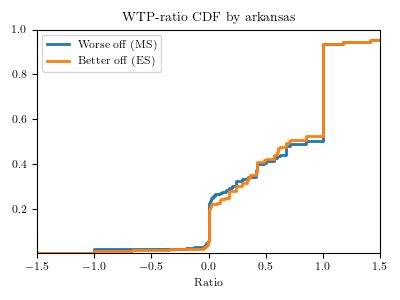 WTP-ratio CDF by arkansas
1.0
0.8
0.6
0.4
0.2
Worse off (MS)
Better off (ES)
−1.5 −1.0 −0.5 0.0 0.5 1.0 1.5
Ratio